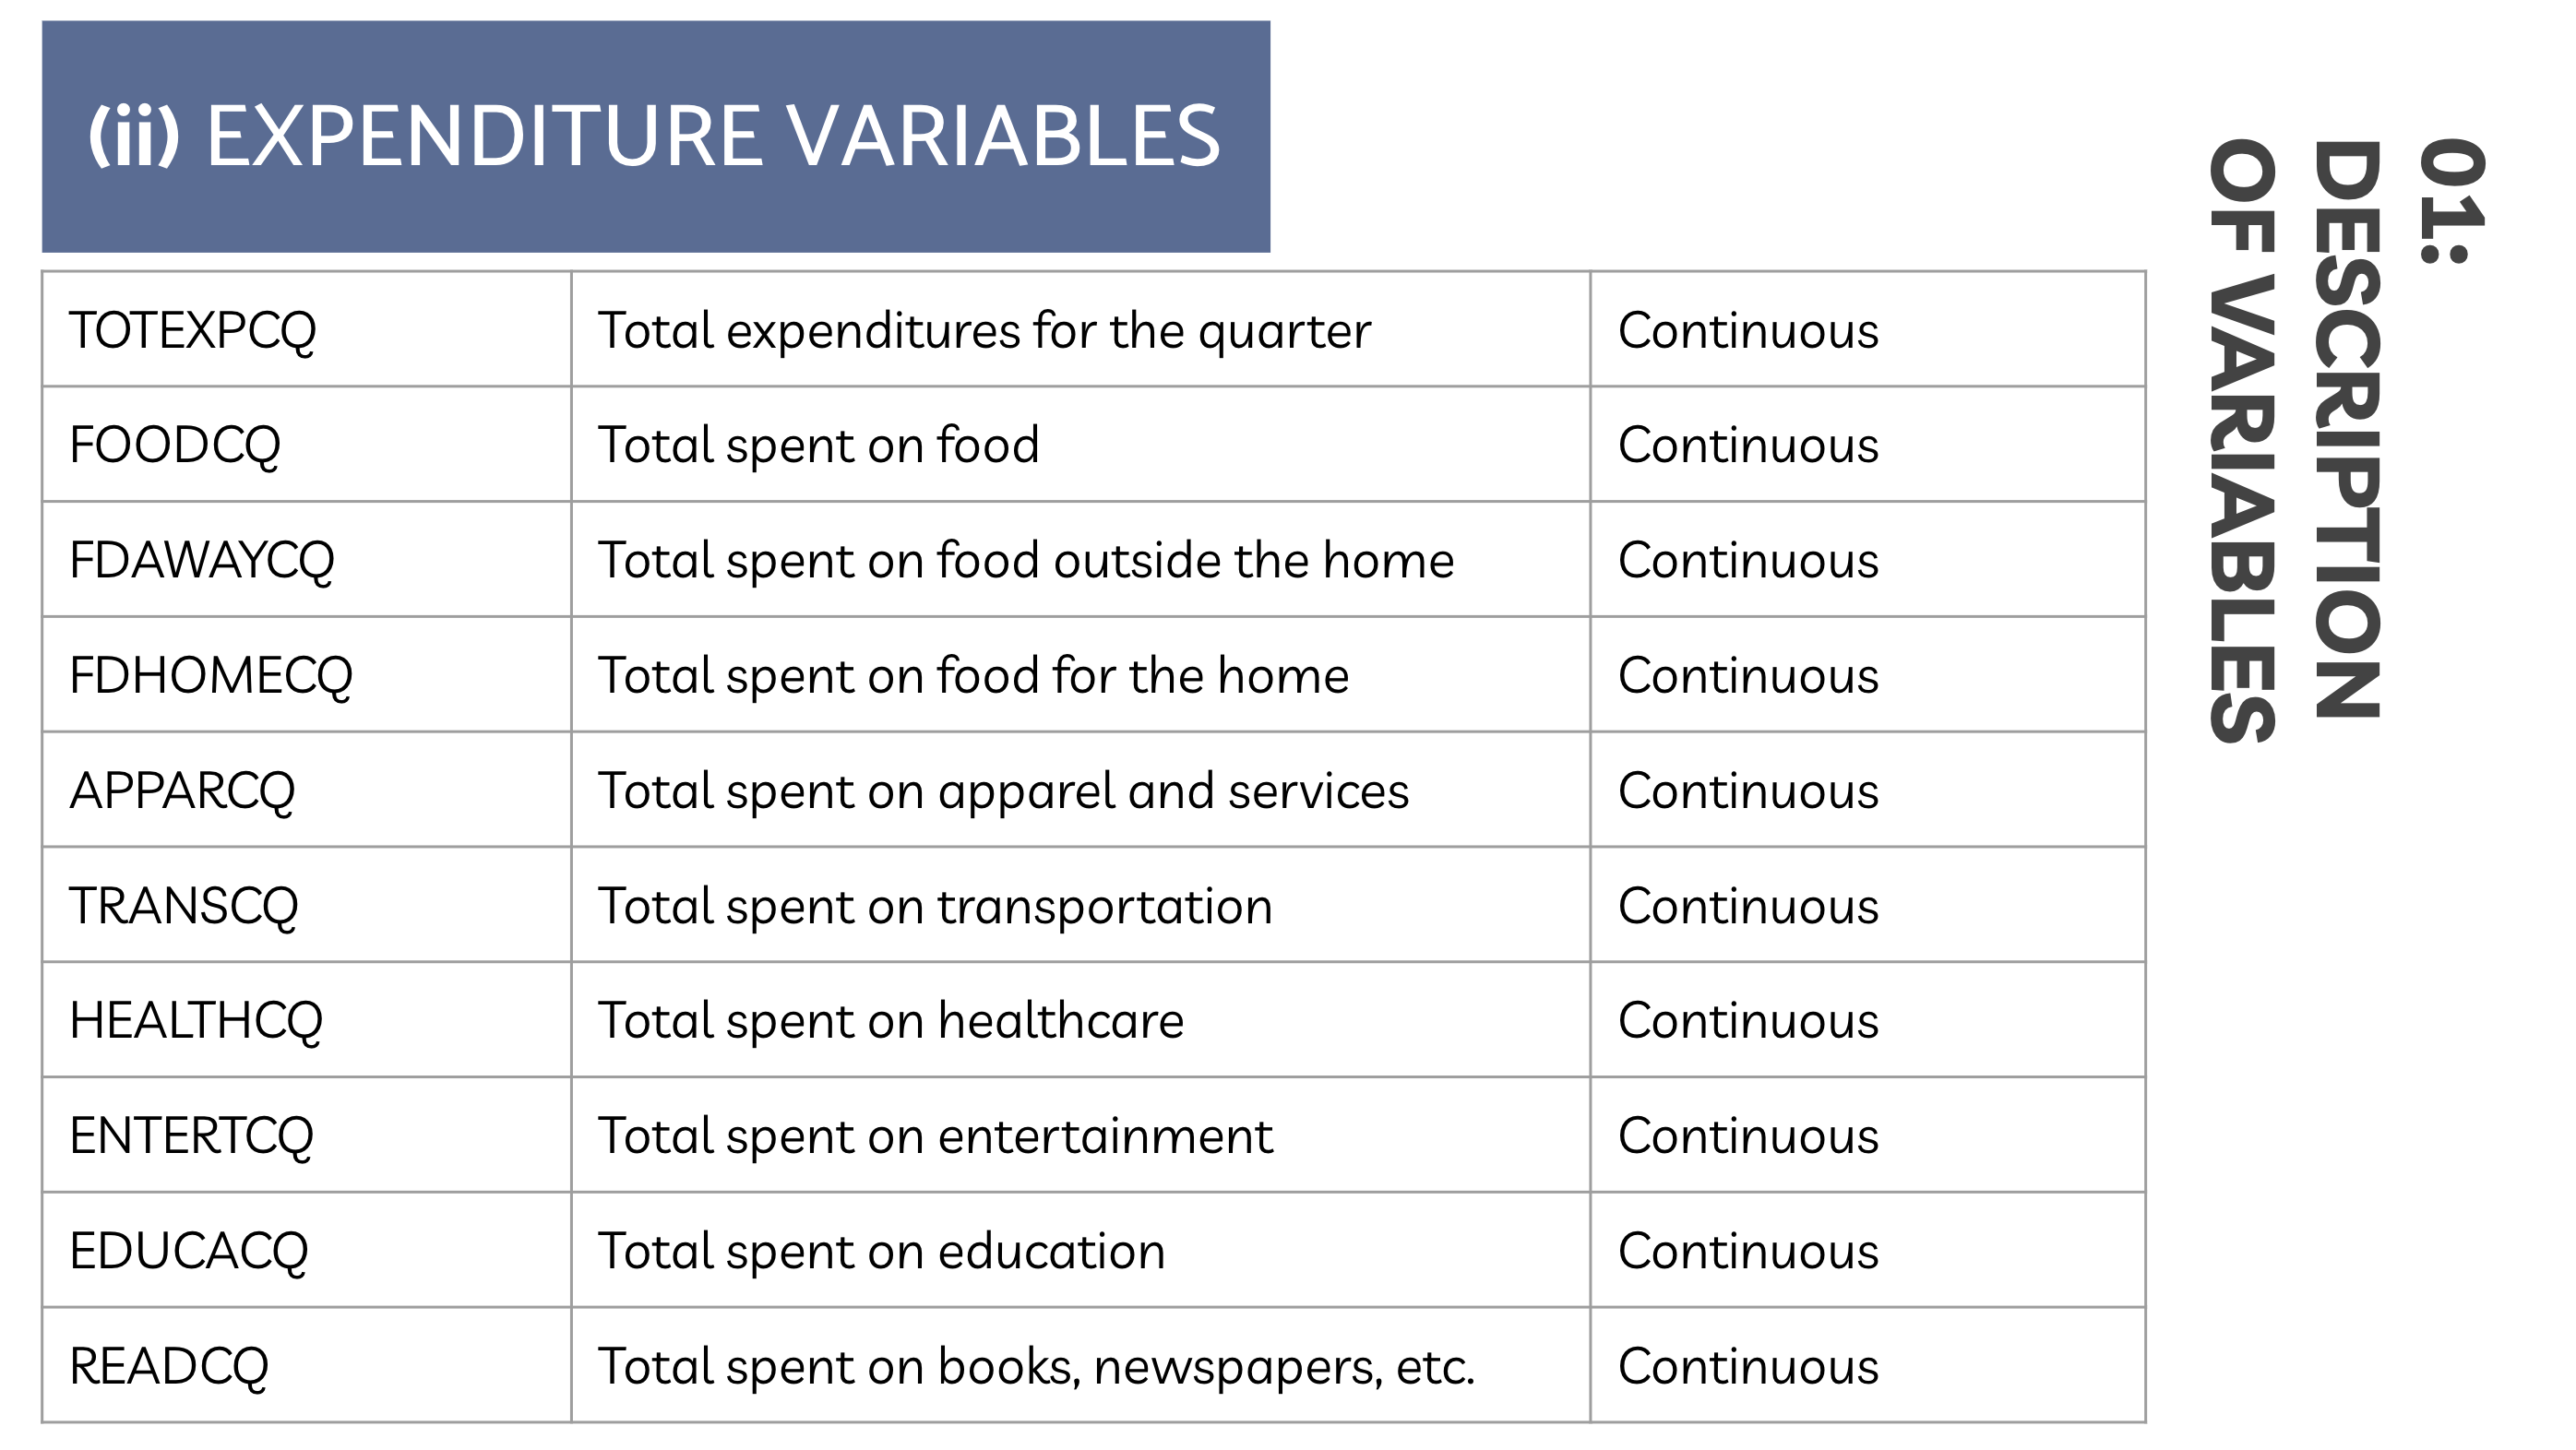 (ii) EXPENDITURE VARIABLES
01:
DESCRIPTION
OF VARIABLES
TOTEXPCQ Total expenditures for the quarter Continuous
FOODCQ Total spent on food Continuous
FDAWAYCQ Total spent on food outside the home Continuous
FDHOMECQ Total spent on food for the home Continuous
APPARCQ Total spent on apparel and services Continuous
TRANSCQ Total spent on transportation Continuous
HEALTHCQ Total spent on healthcare Continuous
ENTERTCQ Total spent on entertainment Continuous
EDUCACQ Total spent on education Continuous
READCQ Total spent on books, newspapers, etc. Continuous